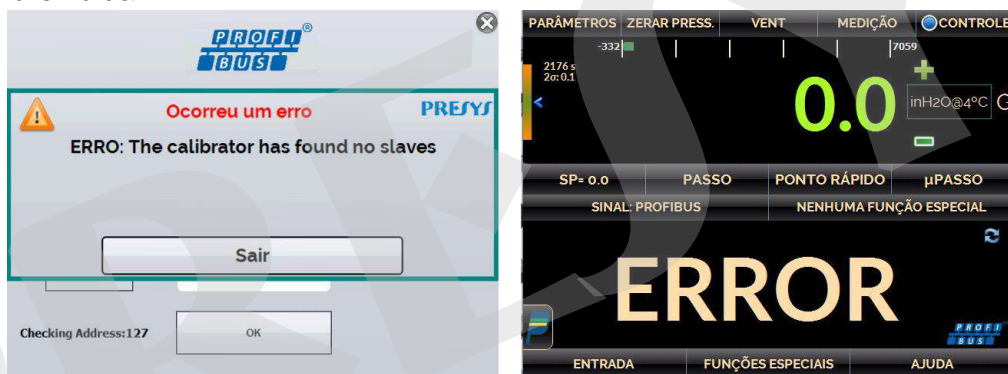 PROFI
BUS
Ocorreu um erro
PRESYS
ERRO: The calibrator has found no slaves
Sair
Checking Address:127
OK
PARÂMETROS ZERAR PRESS. VENT MEDIÇÃO CONTROLE
-332 7059
2176 s
2σ: 0,1
0.0
inH2O@4ºC
SP= 0.0 PASSO PONTO RÁPIDO µPASSO
SINAL: PROFIBUS NENHUMA FUNÇÃO ESPECIAL
ERROR
PROFI
BUS
ENTRADA FUNÇÕES ESPECIAIS AJUDA